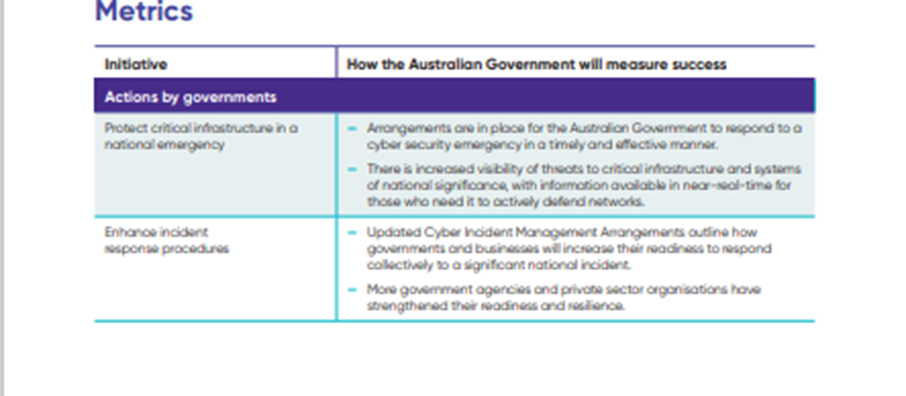 Metrics
Initiative
How the Australian Government will measure success
Actions by governments
Protect critical infrastructure in a
national emergency
– Arrangements are in place for the Australian Government to respond to a
cyber security emergency in a timely and effective manner.
– There is increased visibility of threats to critical infrastructure and systems
of national significance, with information available in near-real-time for
those who need it to actively defend networks.
Enhance incident
response procedures
– Updated Cyber Incident Management Arrangements outline how
governments and businesses will increase their readiness to respond
collectively to a significant national incident.
– More government agencies and private sector organisations have
strengthened their readiness and resilience.